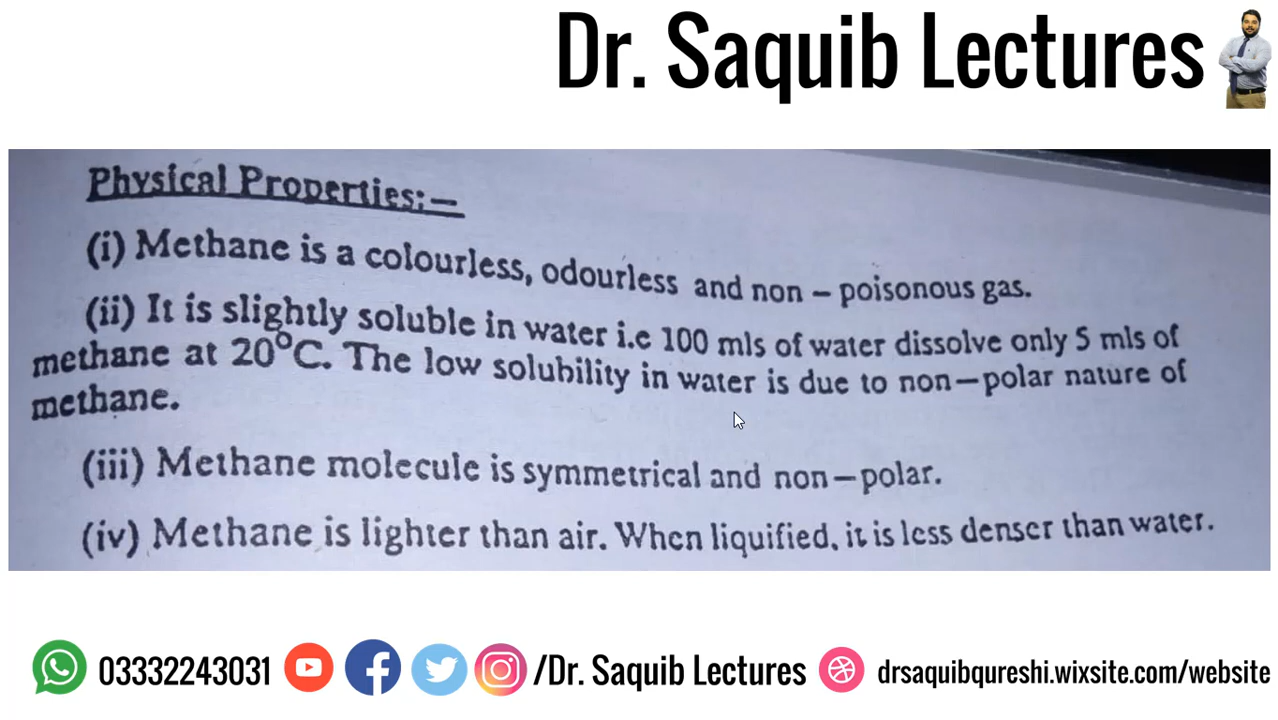 Dr. Saquib Lectures
Physical Properties:—
(i) Methane is a colourless, odourless and non – poisonous gas.
(ii) It is slightly soluble in water i.e 100 mls of water dissolve only 5 mls of
methane at 20°C. The low solubility in water is due to non – polar nature of
methane.
(iii) Methane molecule is symmetrical and non – polar.
(iv) Methane is lighter than air. When liquified, it is less denser than water.
03332243031 /Dr. Saquib Lectures drsaquibqureshi.wixsite.com/website